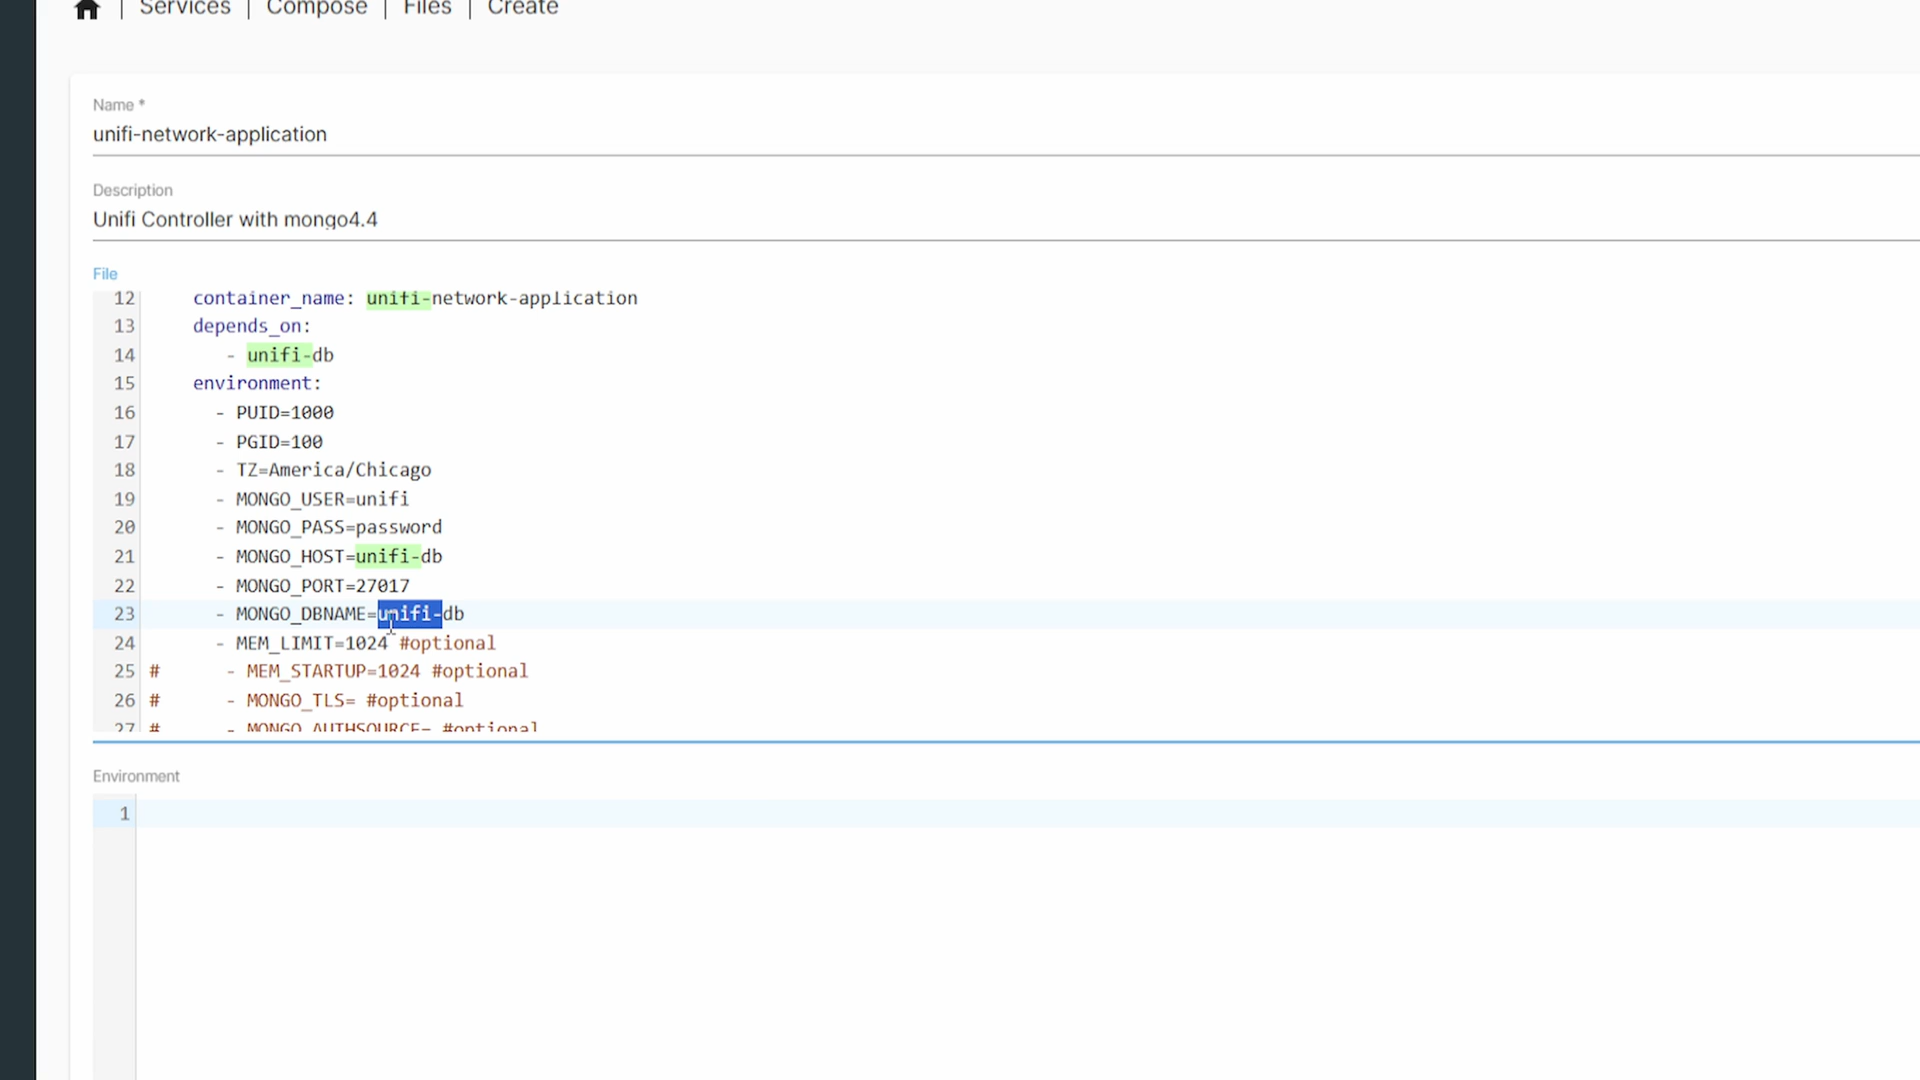 Services | Compose | Files | Create
Name *
unifi-network-application
Description
Unifi Controller with mongo4.4
File
12 container_name: unifi-network-application
13 depends_on:
14 - unifi-db
15 environment:
16 - PUID=1000
17 - PGID=100
18 - TZ=America/Chicago
19 - MONGO_USER=unifi
20 - MONGO_PASS=password
21 - MONGO_HOST=unifi-db
22 - MONGO_PORT=27017
23 - MONGO_DBNAME=unifi-db
24 - MEM_LIMIT=1024 #optional
25 # - MEM_STARTUP=1024 #optional
26 # - MONGO_TLS= #optional
27 # - MONGO_AUTHSOURCE= #optional
Environment
1